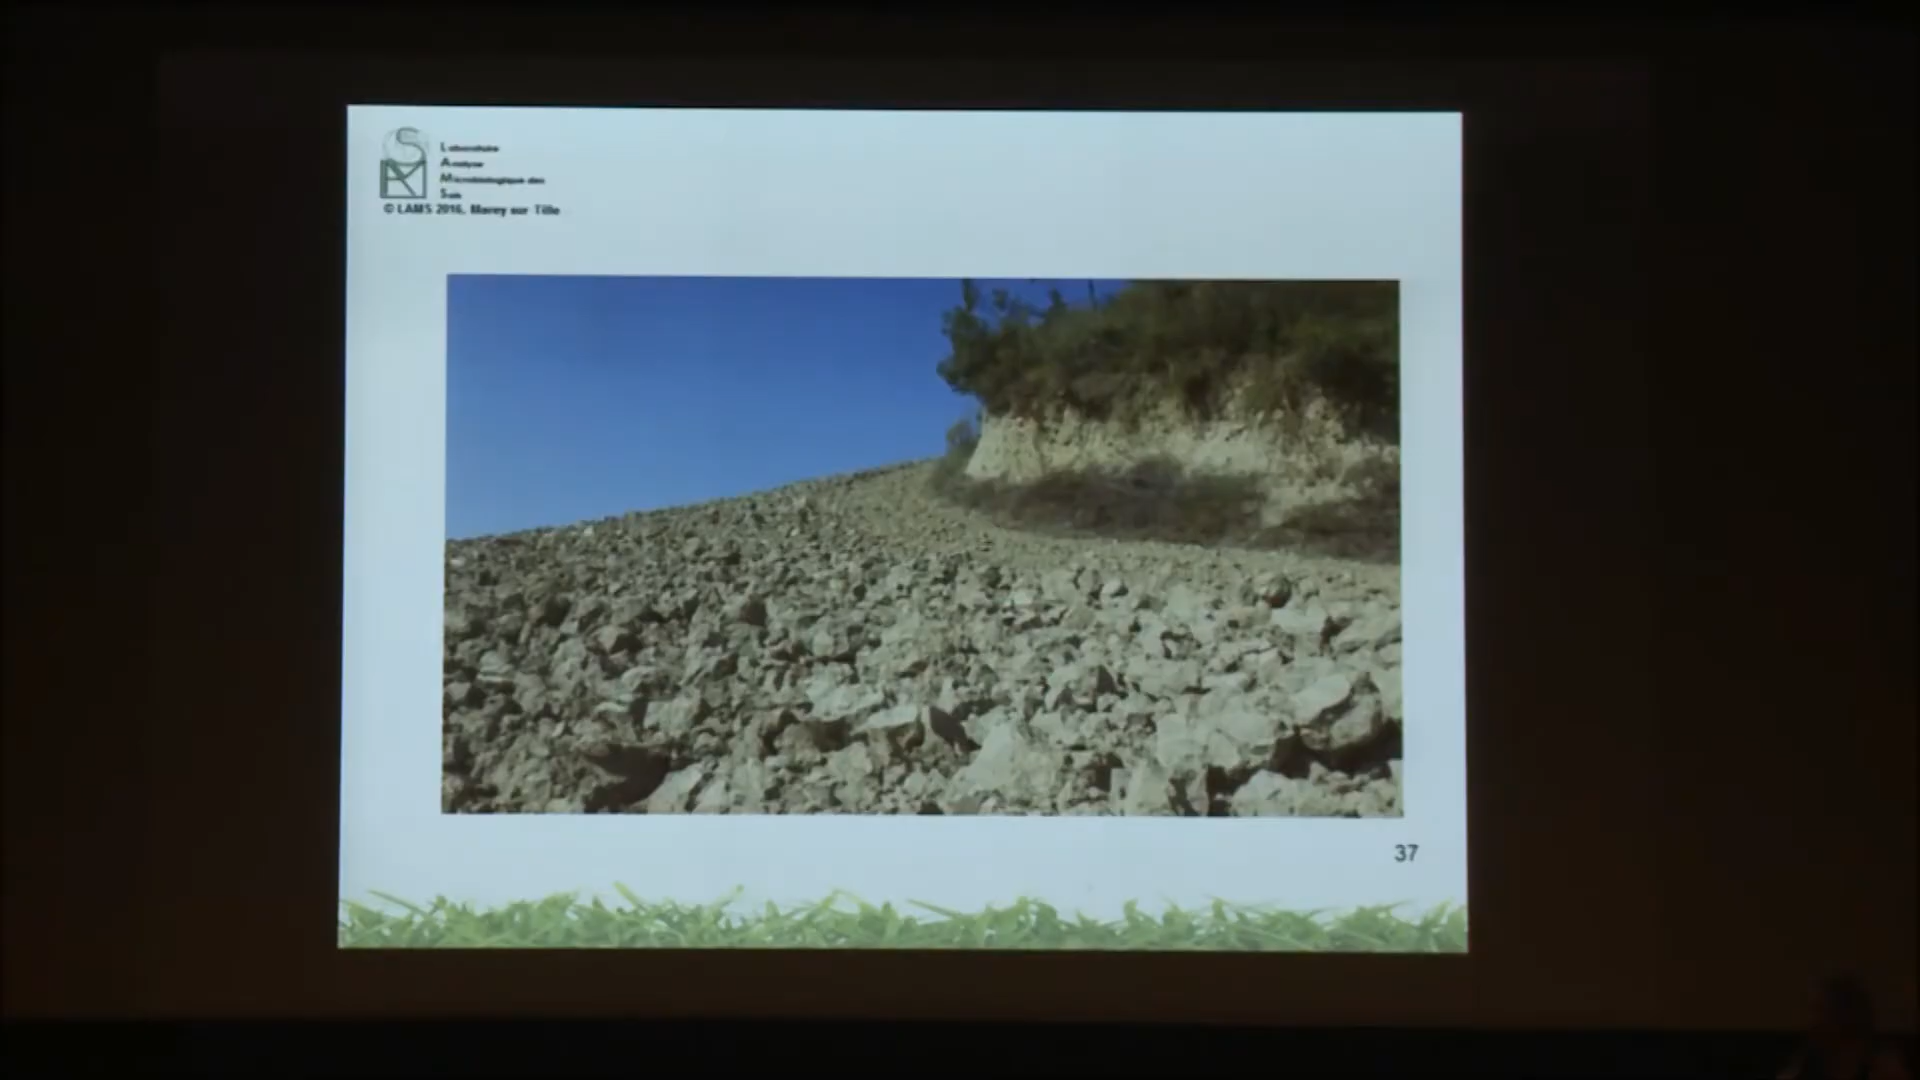 Laboratoire
Analyse
Microbiologique des
Sols
© LAMS 2016, Marey sur Tille
37